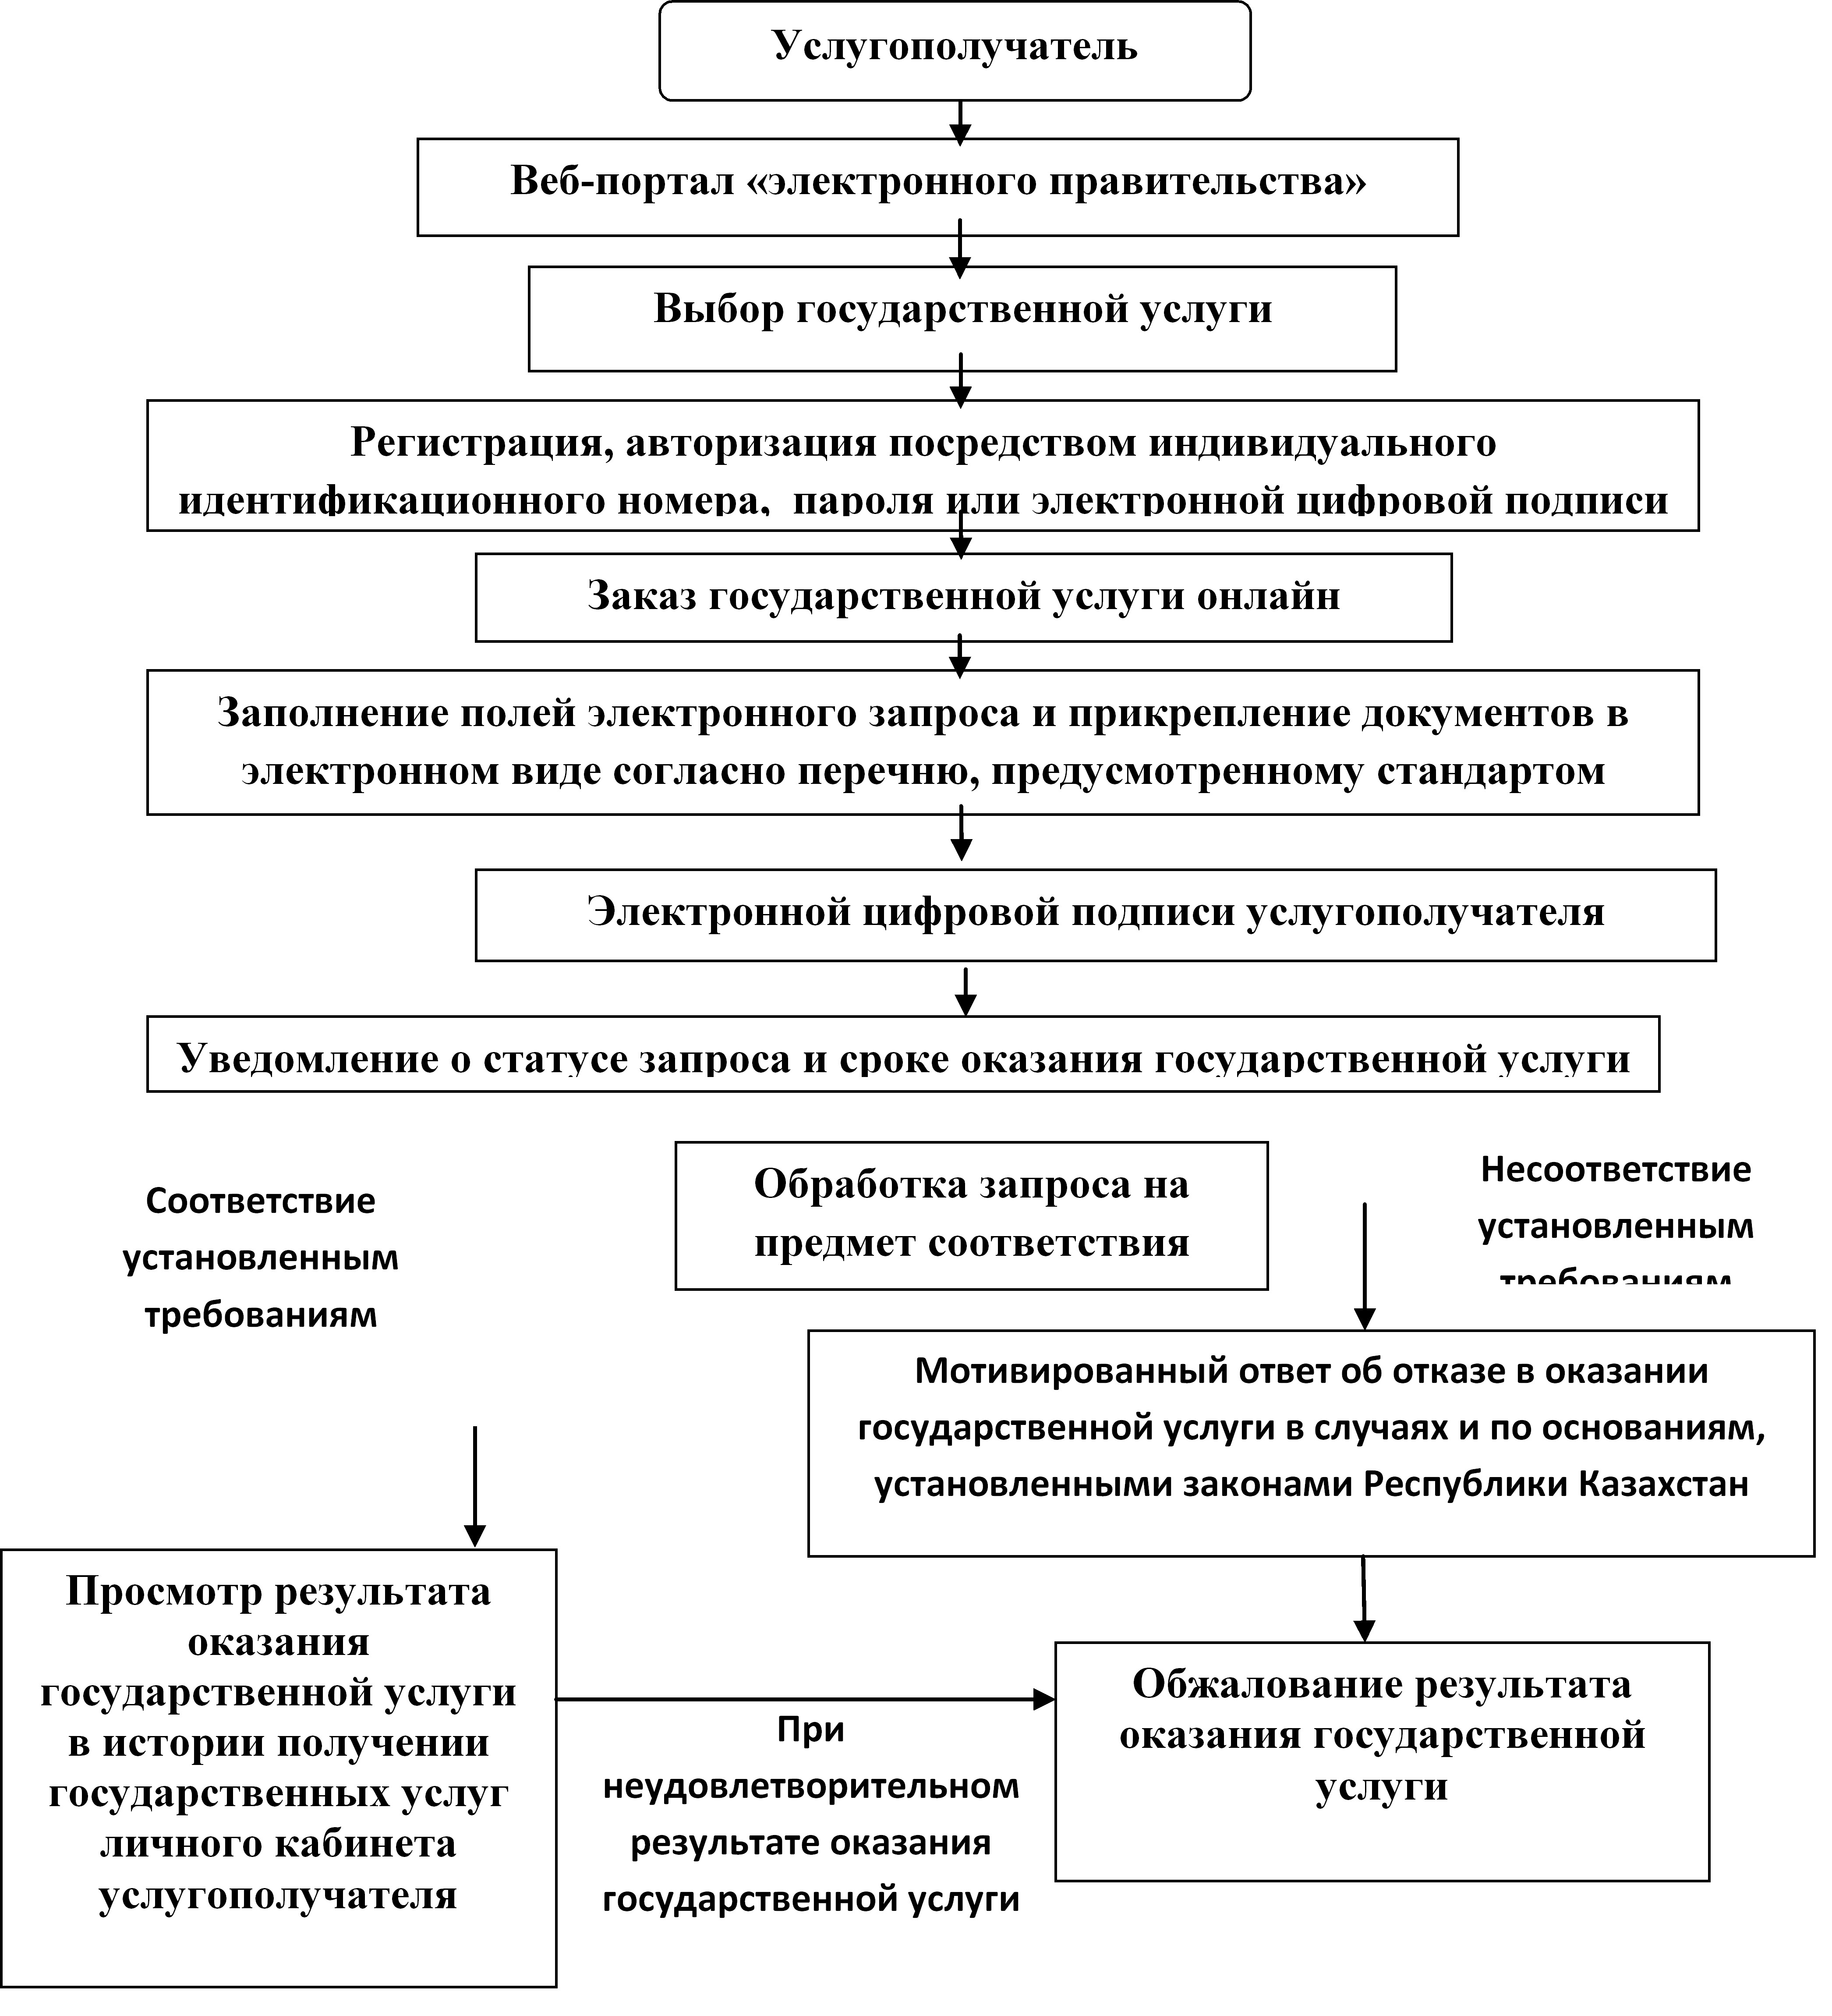 Услугополучатель
Веб-портал «электронного правительства»
Выбор государственной услуги
Регистрация, авторизация посредством индивидуального
идентификационного номера, пароля или электронной цифровой подписи
Заказ государственной услуги онлайн
Заполнение полей электронного запроса и прикрепление документов в
электронном виде согласно перечню, предусмотренному стандартом
Электронной цифровой подписи услугополучателя
Уведомление о статусе запроса и сроке оказания государственной услуги
Обработка запроса на
предмет соответствия
Соответствие
установленным
требованиям
Несоответствие
установленным
требованиям
Мотивированный ответ об отказе в оказании
государственной услуги в случаях и по основаниям,
установленными законами Республики Казахстан
Просмотр результата
оказания
государственной услуги
в истории получении
государственных услуг
личного кабинета
услугополучателя
При
неудовлетворительном
результате оказания
государственной услуги
Обжалование результата
оказания государственной
услуги